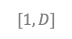 [1, D]